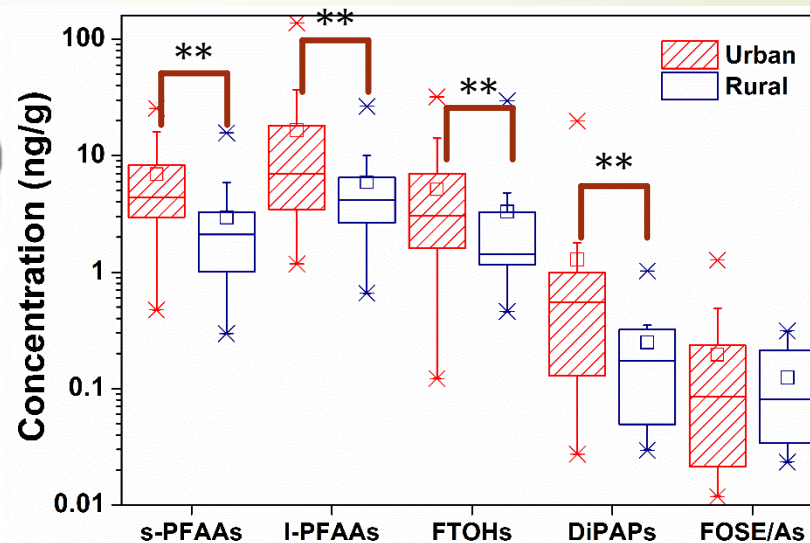 100
10
1
0.1
0.01
Concentration (ng/g)
**
**
**
**
Urban
Rural
s-PFAAs
l-PFAAs
FTOHs
DiPAPs
FOSE/As